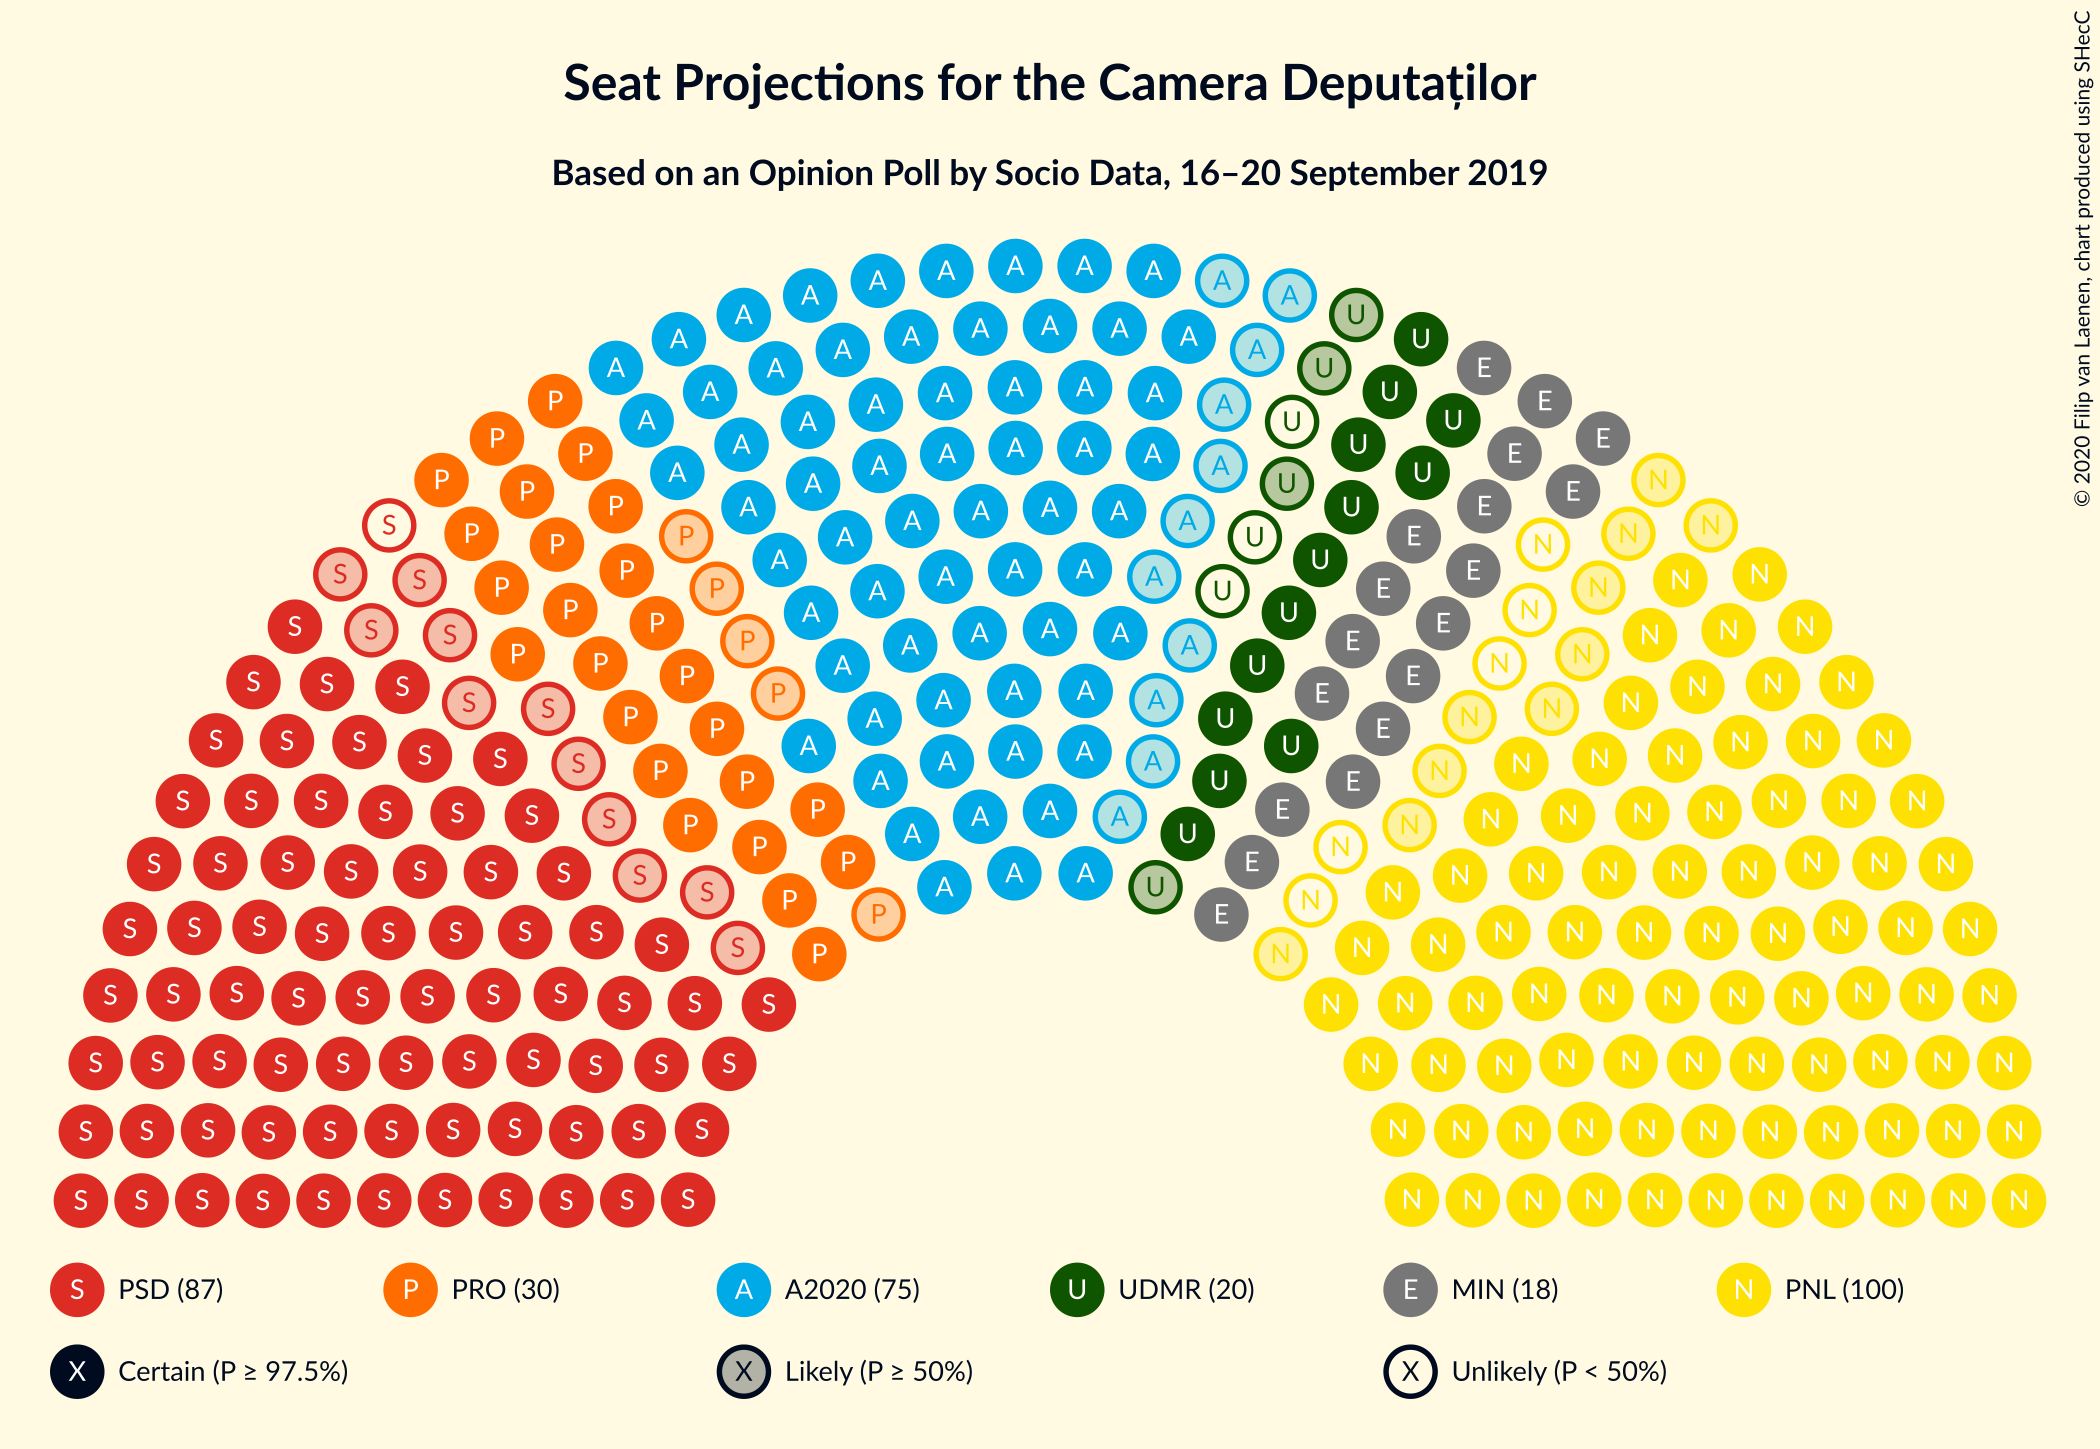 Seat Projections for the Camera Deputaților
Based on an Opinion Poll by Socio Data, 16–20 September 2019
© 2020 Filip van Laenen, chart produced using SHecC
S PSD (87) P PRO (30) A A2020 (75) U UDMR (20) E MIN (18) N PNL (100)
X Certain (P ≥ 97.5%) X Likely (P ≥ 50%) X Unlikely (P < 50%)